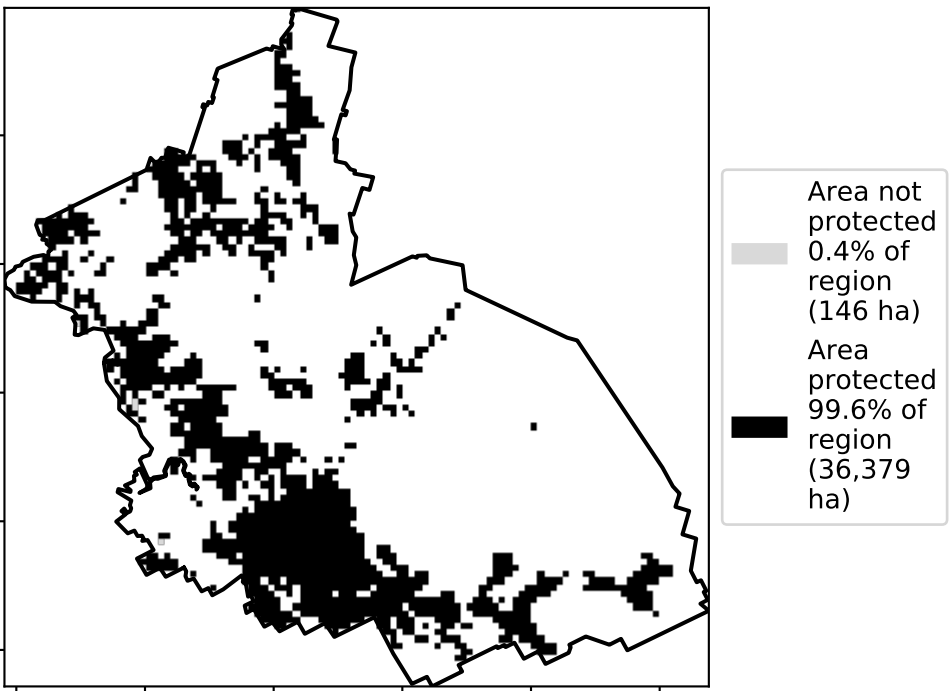 Area not
protected
0.4% of
region
(146 ha)
Area
protected
99.6% of
region
(36,379
ha)